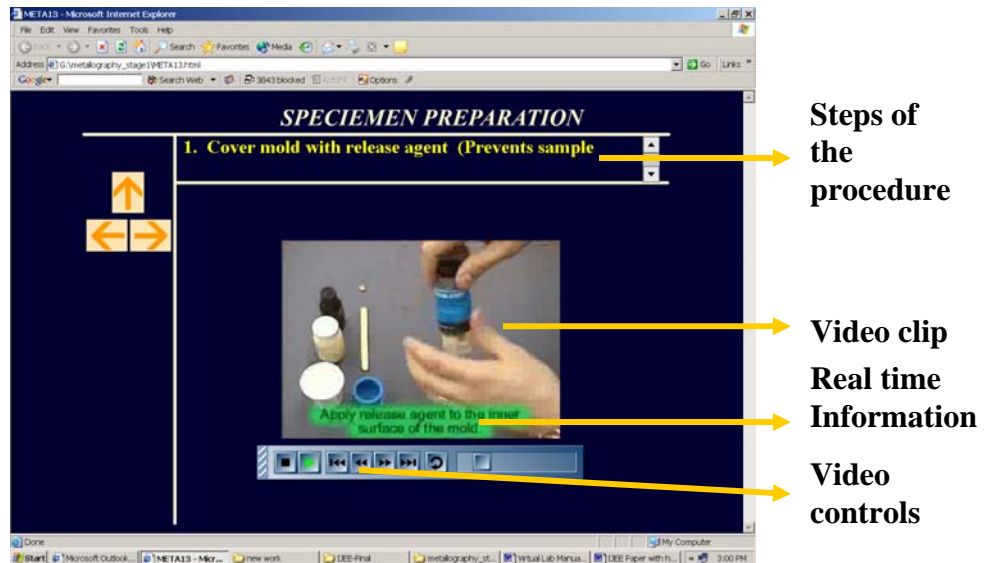 META13 - Microsoft Internet Explorer
File Edit View Favorites Tools Help
Search Favorites Media
Address G:\metallography_stage1\META13.html Go Links »
Google Search Web 3843 blocked Options
SPECIEMEN PREPARATION
1. Cover mold with release agent (Prevents sample
Apply release agent to the inner
surface of the mold.
Steps of
the
procedure
Video clip
Real time
Information
Video
controls
Done My Computer
Start Microsoft Outlook... META13 - Micr... new work DEE-Final metallography_st... Virtual Lab Manua... DEE Paper with h... « 3:00 PM